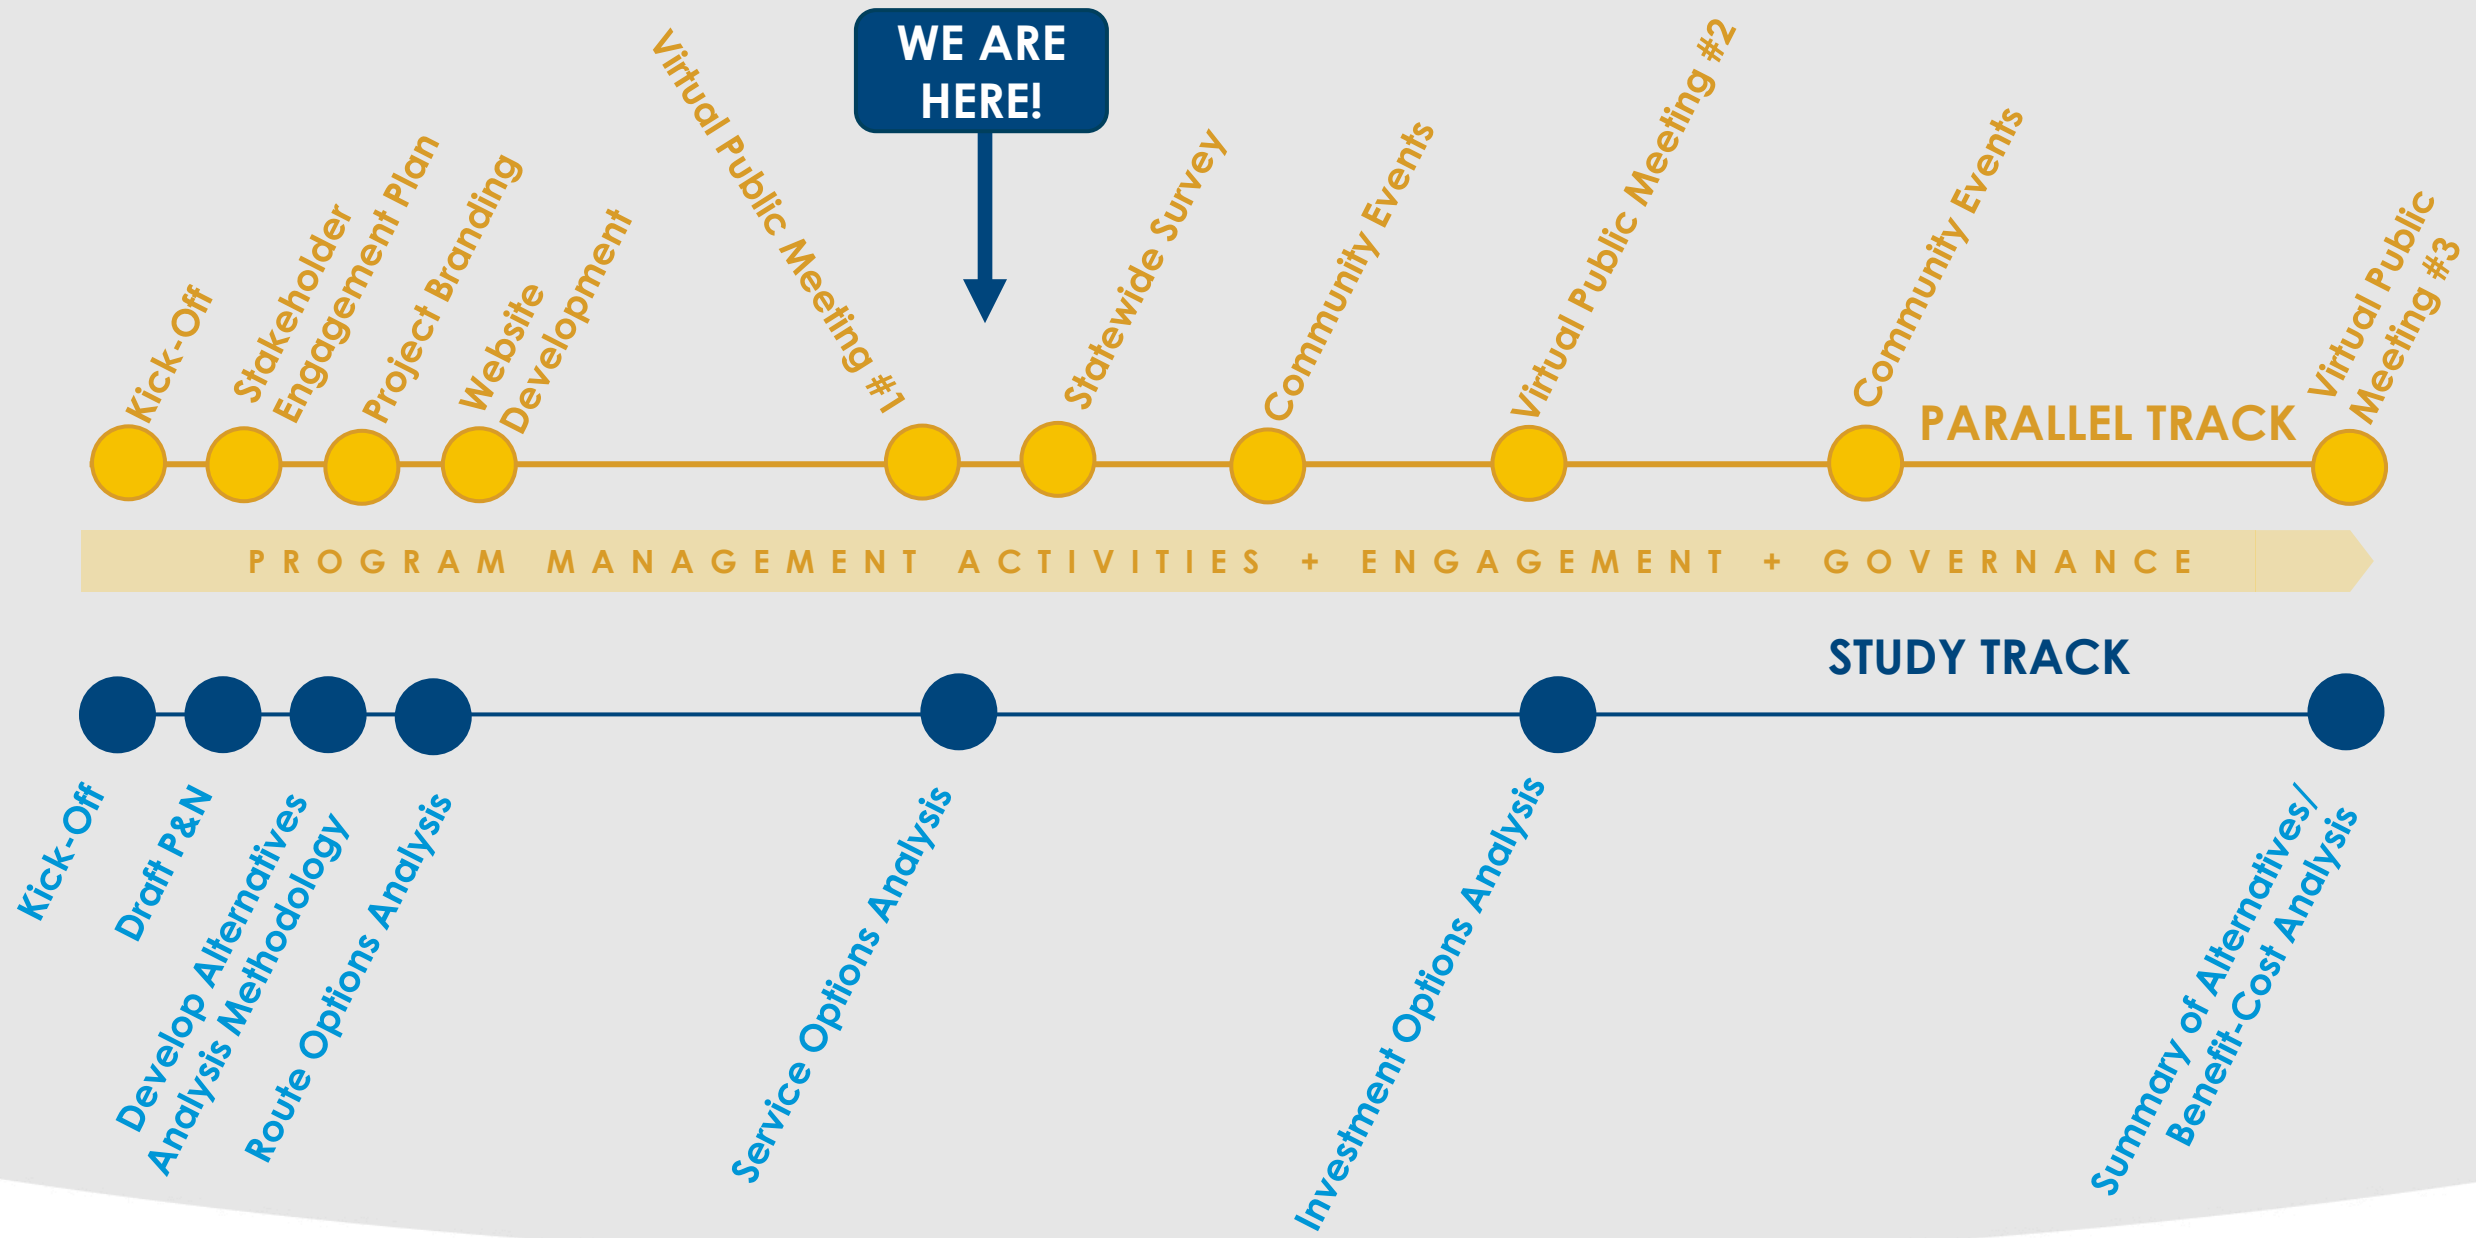 WE ARE
HERE!
Kick-Off
Stakeholder
Engagement Plan
Project Branding
Website
Development
Virtual Public Meeting #1
Statewide Survey
Community Events
Virtual Public Meeting #2
Community Events
Virtual Public
Meeting #3
PARALLEL TRACK
PROGRAM MANAGEMENT ACTIVITIES + ENGAGEMENT + GOVERNANCE
STUDY TRACK
Kick-Off
Draft P&N
Develop Alternatives
Analysis Methodology
Route Options Analysis
Service Options Analysis
Investment Options Analysis
Summary of Alternatives/
Benefit-Cost Analysis